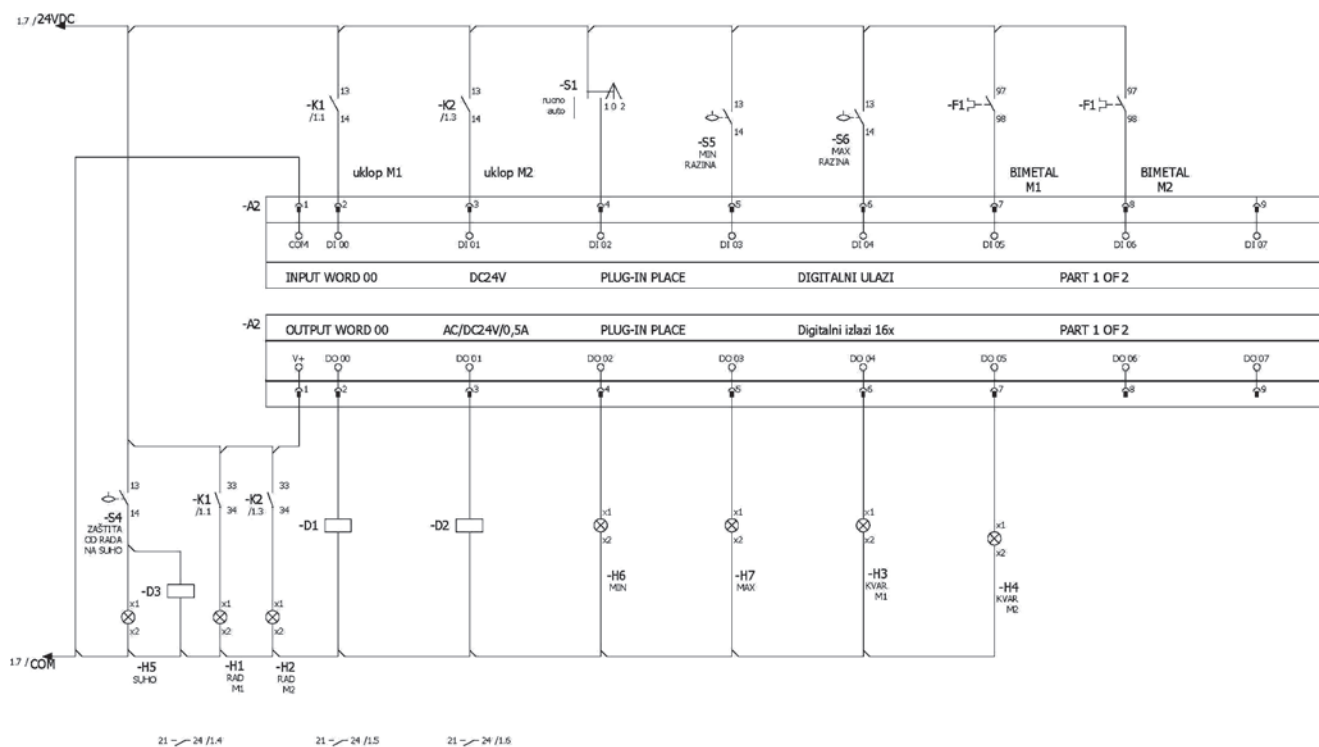 1.7 /24VDC
-K1
/1.1
13
14
uklop M1
-K2
/1.3
13
14
uklop M2
-S1
rucno
auto
1 0 2
-S5
MIN
RAZINA
13
14
-S6
MAX
RAZINA
13
14
-F1
97
98
BIMETAL
M1
-F1
97
98
BIMETAL
M2
-A2
1 2 3 4 5 6 7 8 9
COM DI 00 DI 01 DI 02 DI 03 DI 04 DI 05 DI 06 DI 07
INPUT WORD 00 DC24V PLUG-IN PLACE DIGITALNI ULAZI PART 1 OF 2
-A2
OUTPUT WORD 00 AC/DC24V/0,5A PLUG-IN PLACE Digitalni izlazi 16x PART 1 OF 2
V+ DO 00 DO 01 DO 02 DO 03 DO 04 DO 05 DO 06 DO 07
1 2 3 4 5 6 7 8 9
13
14
-S4
ZAŠTITA
OD RADA
NA SUHO
-K1
/1.1
33
34
-K2
/1.3
33
34
-D1
-D2
-D3
x1
x2
-H6
MIN
x1
x2
-H7
MAX
x1
x2
-H3
KVAR
M1
x1
x2
-H4
KVAR
M2
x1
x2
-H5
SUHO
x1
x2
-H1
RAD
M1
x1
x2
-H2
RAD
M2
1.7 /COM
21 24 /1.4
21 24 /1.5
21 24 /1.6